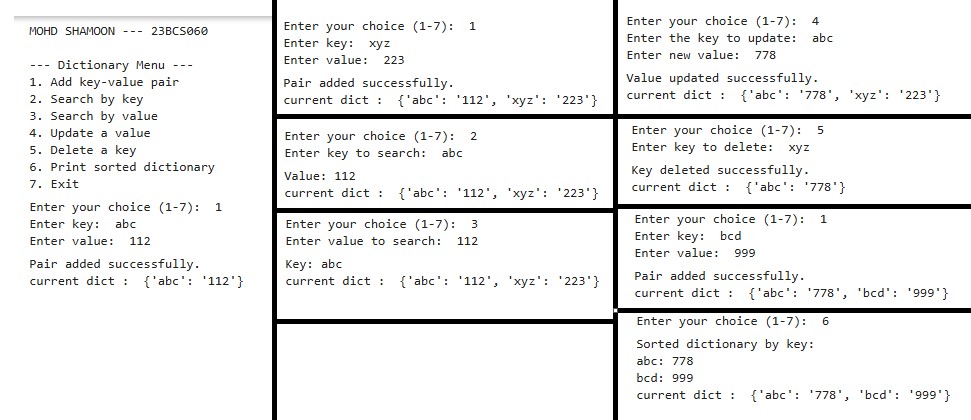 MOHD SHAMOON --- 23BCS060
--- Dictionary Menu ---
1. Add key-value pair
2. Search by key
3. Search by value
4. Update a value
5. Delete a key
6. Print sorted dictionary
7. Exit
Enter your choice (1-7):  1
Enter key:  abc
Enter value:  112
Pair added successfully.
current dict :  {'abc': '112'}
Enter your choice (1-7):  1
Enter key:  xyz
Enter value:  223
Pair added successfully.
current dict :  {'abc': '112', 'xyz': '223'}
Enter your choice (1-7):  2
Enter key to search:  abc
Value: 112
current dict :  {'abc': '112', 'xyz': '223'}
Enter your choice (1-7):  3
Enter value to search:  112
Key: abc
current dict :  {'abc': '112', 'xyz': '223'}
Enter your choice (1-7):  4
Enter the key to update:  abc
Enter new value:  778
Value updated successfully.
current dict :  {'abc': '778', 'xyz': '223'}
Enter your choice (1-7):  5
Enter key to delete:  xyz
Key deleted successfully.
current dict :  {'abc': '778'}
Enter your choice (1-7):  1
Enter key:  bcd
Enter value:  999
Pair added successfully.
current dict :  {'abc': '778', 'bcd': '999'}
Enter your choice (1-7):  6
Sorted dictionary by key:
abc: 778
bcd: 999
current dict :  {'abc': '778', 'bcd': '999'}